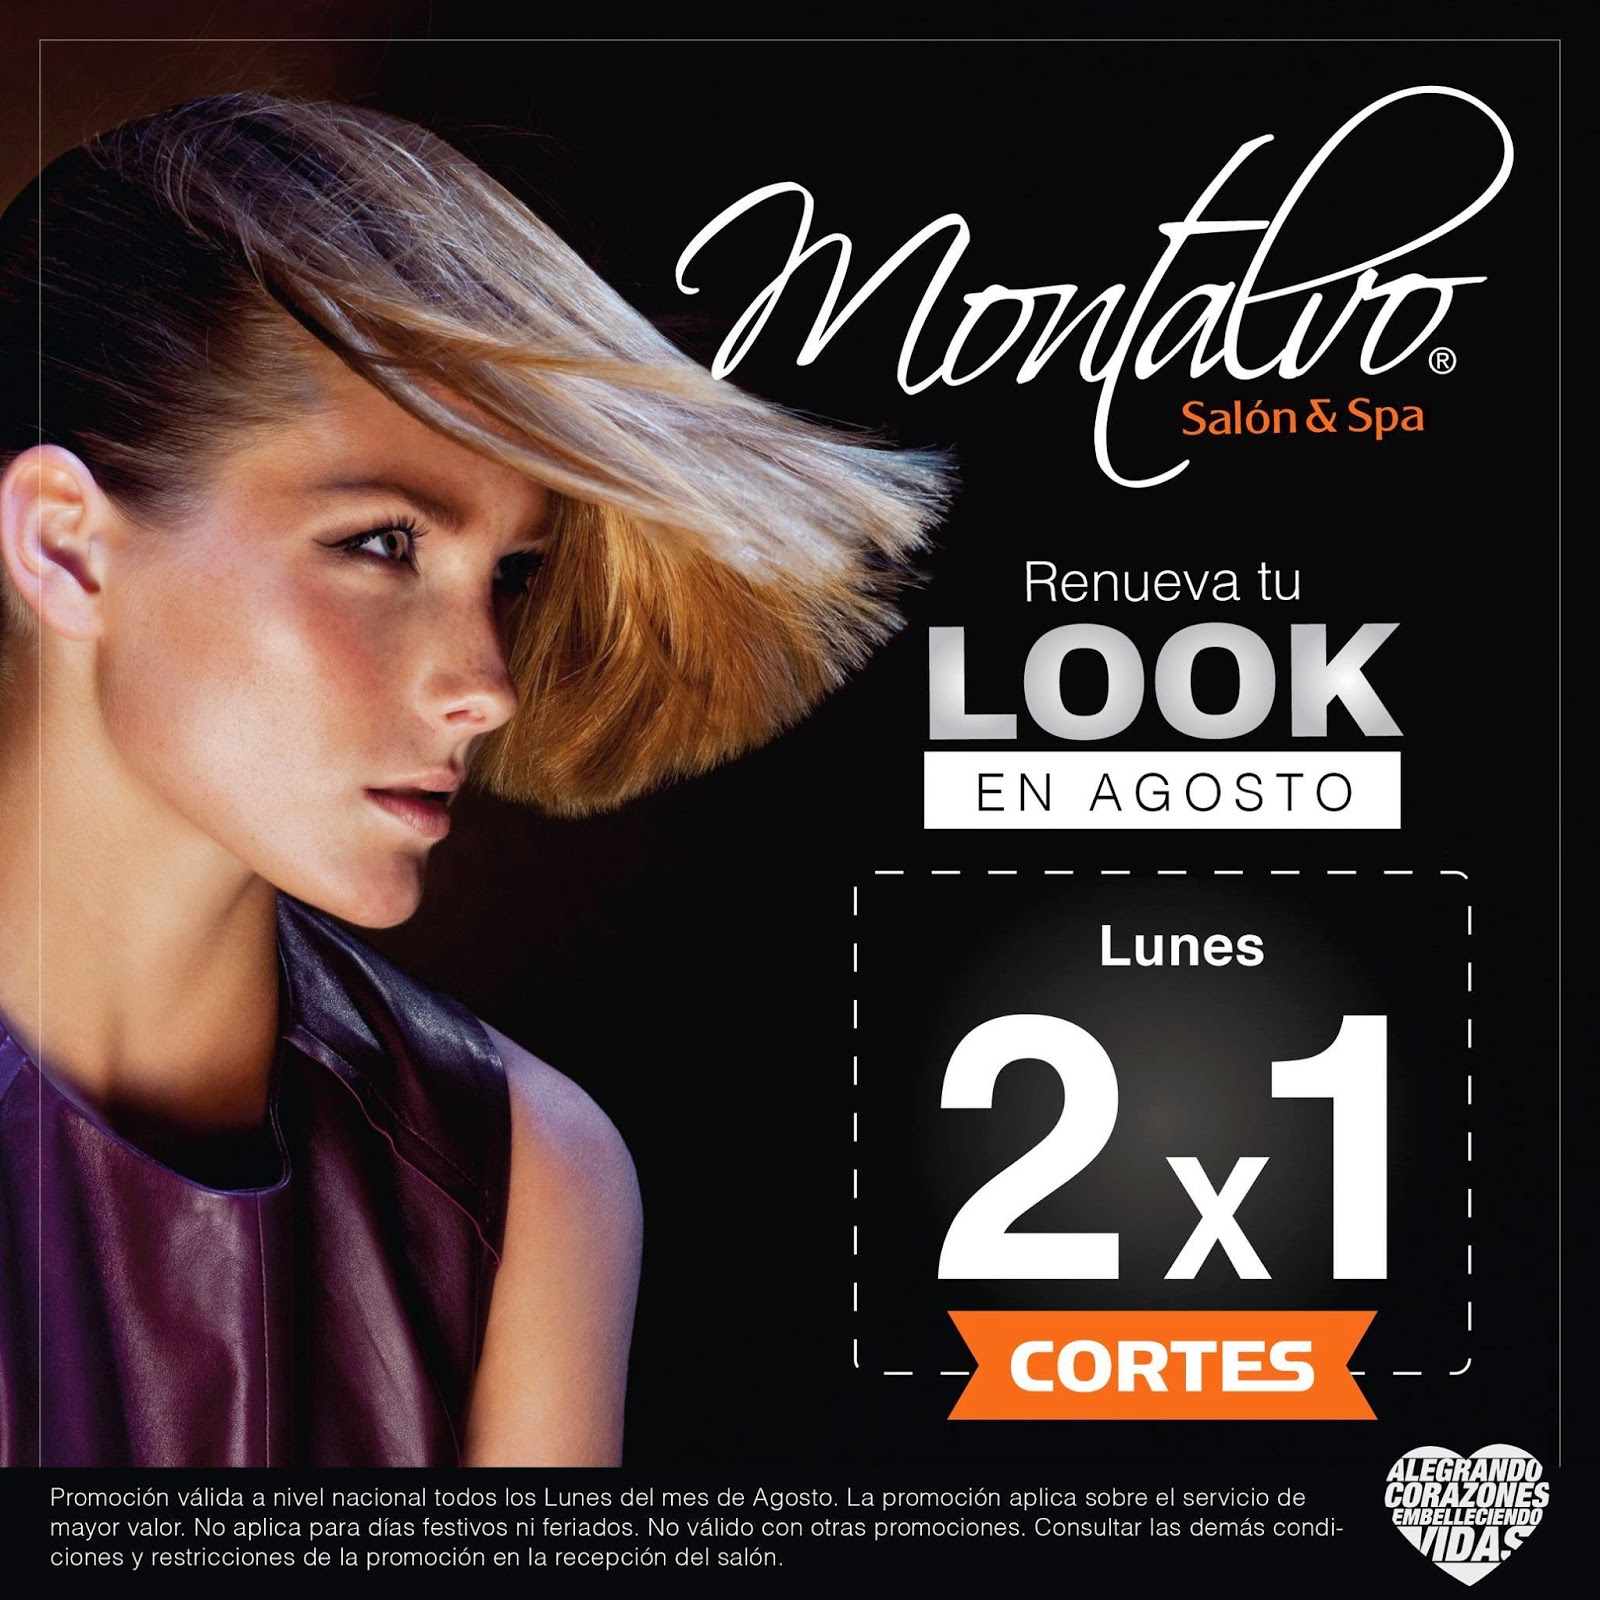 Montalvo®
Salón & Spa
Renueva tu
LOOK
EN AGOSTO
Lunes
2x1
CORTES
Promoción válida a nivel nacional todos los Lunes del mes de Agosto. La promoción aplica sobre el servicio de
mayor valor. No aplica para días festivos ni feriados. No válido con otras promociones. Consultar las demás condi-
ciones y restricciones de la promoción en la recepción del salón.
ALEGRANDO
CORAZONES
EMBELLECIENDO
VIDAS